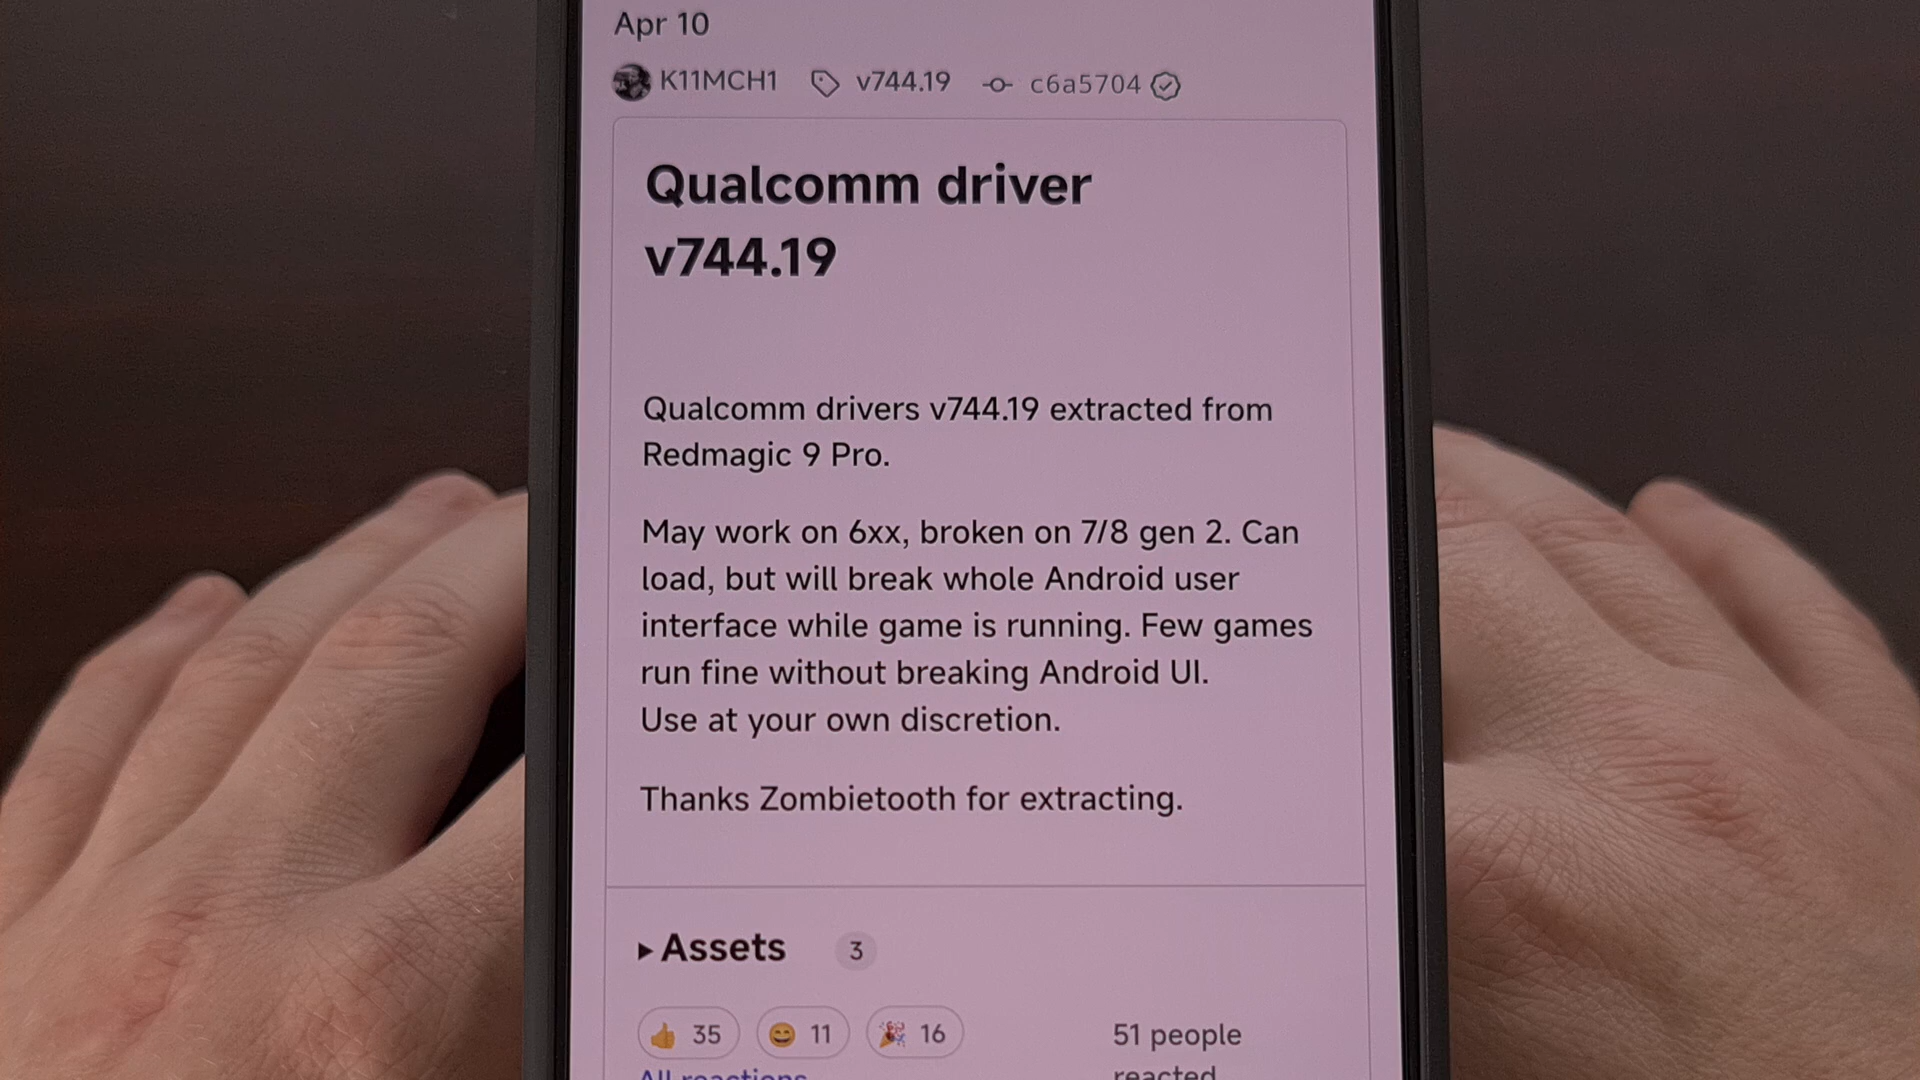 Apr 10
K11MCH1 v744.19 c6a5704
Qualcomm driver
v744.19
Qualcomm drivers v744.19 extracted from
Redmagic 9 Pro.
May work on 6xx, broken on 7/8 gen 2. Can
load, but will break whole Android user
interface while game is running. Few games
run fine without breaking Android UI.
Use at your own discretion.
Thanks Zombietooth for extracting.
Assets 3
👍 35 😄 11 🎉 16 51 people
All reactions reacted